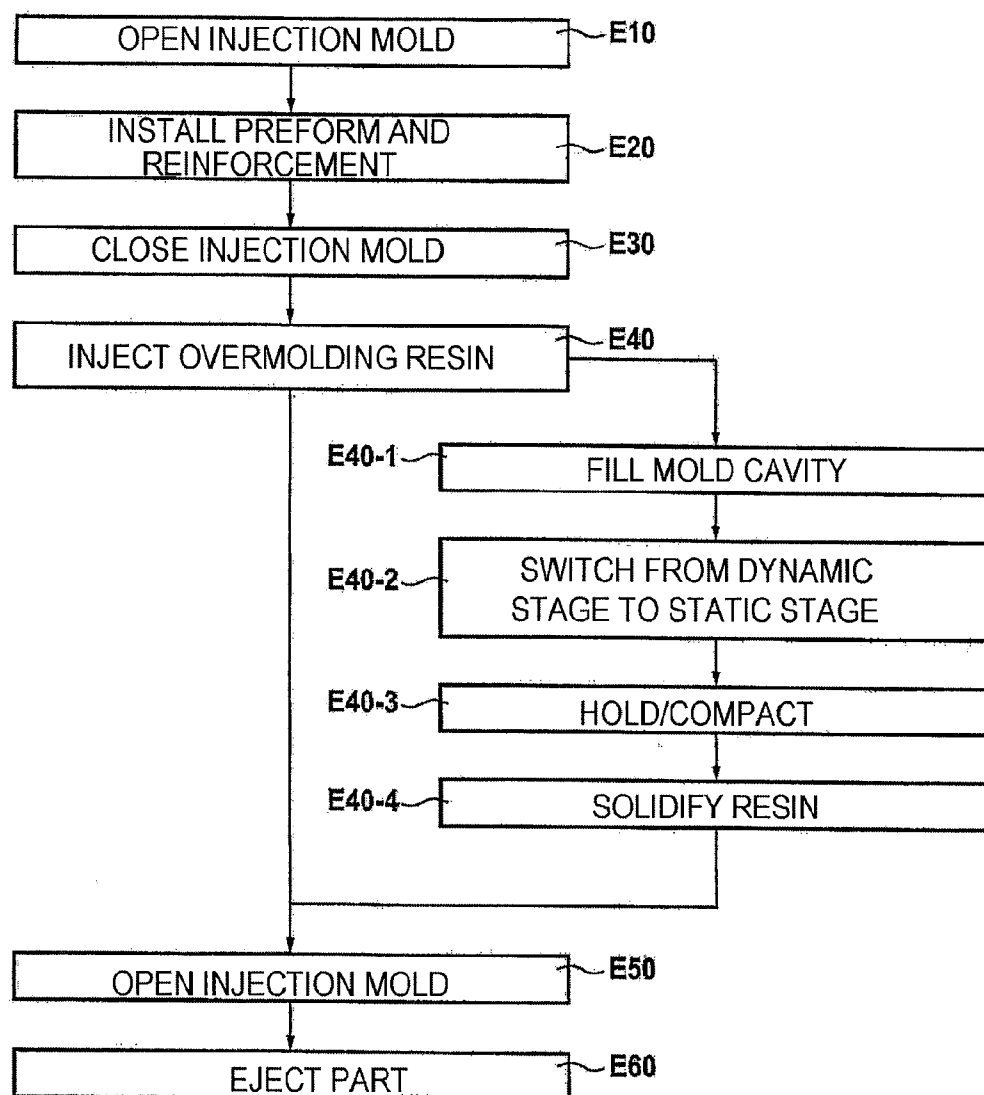 OPEN INJECTION MOLD
E10
INSTALL PREFORM AND
REINFORCEMENT
E20
CLOSE INJECTION MOLD
E30
INJECT OVERMOLDING RESIN
E40
E40-1
FILL MOLD CAVITY
E40-2
SWITCH FROM DYNAMIC
STAGE TO STATIC STAGE
E40-3
HOLD/COMPACT
E40-4
SOLIDIFY RESIN
OPEN INJECTION MOLD
E50
EJECT PART
E60